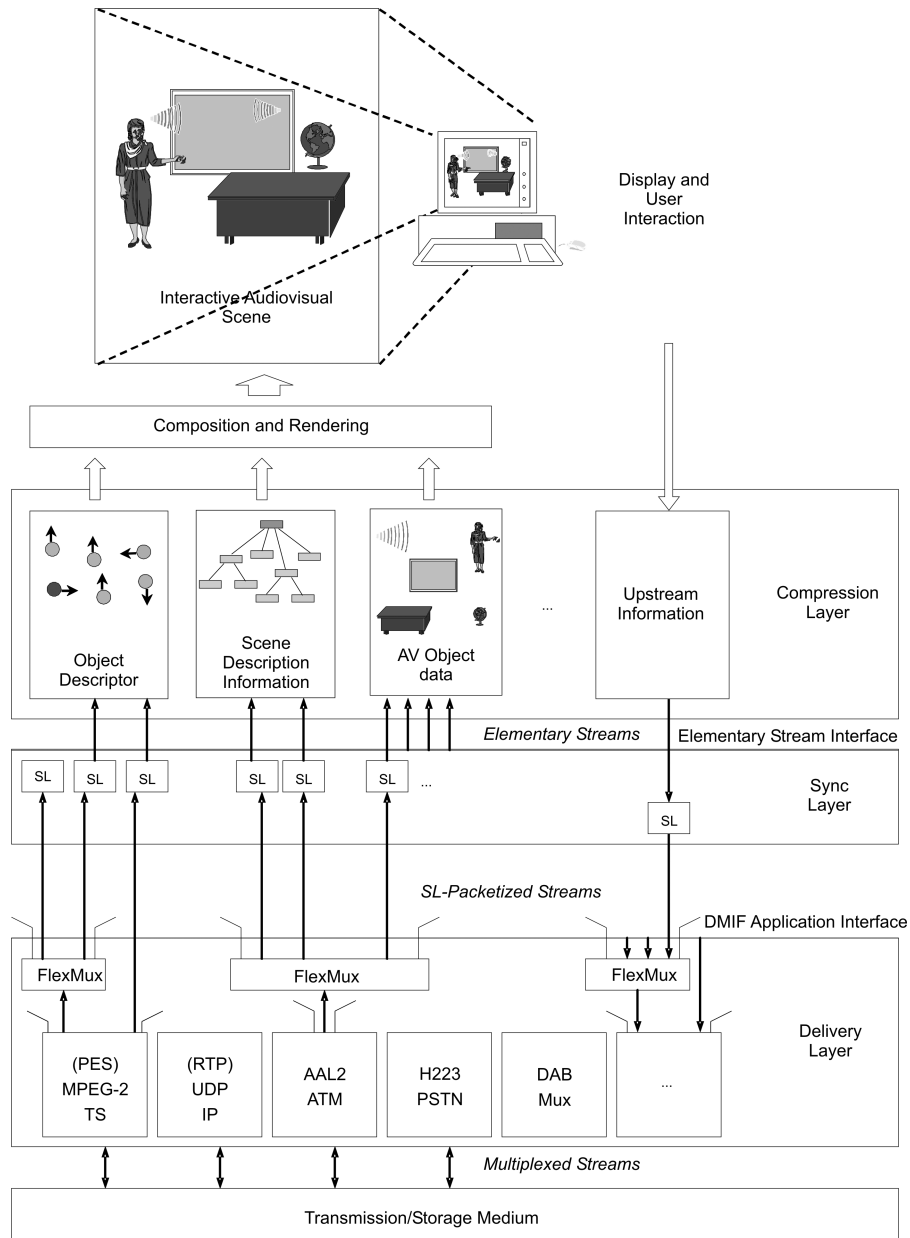 Display and
User
Interaction
Interactive Audiovisual
Scene
Composition and Rendering
Object
Descriptor
Scene
Description
Information
AV Object
data
...
Upstream
Information
Compression
Layer
Elementary Streams
Elementary Stream Interface
SL
SL
SL
SL
SL
SL
...
SL
Sync
Layer
SL-Packetized Streams
DMIF Application Interface
FlexMux
FlexMux
FlexMux
Delivery
Layer
(PES)
MPEG-2
TS
(RTP)
UDP
IP
AAL2
ATM
H223
PSTN
DAB
Mux
...
Multiplexed Streams
Transmission/Storage Medium